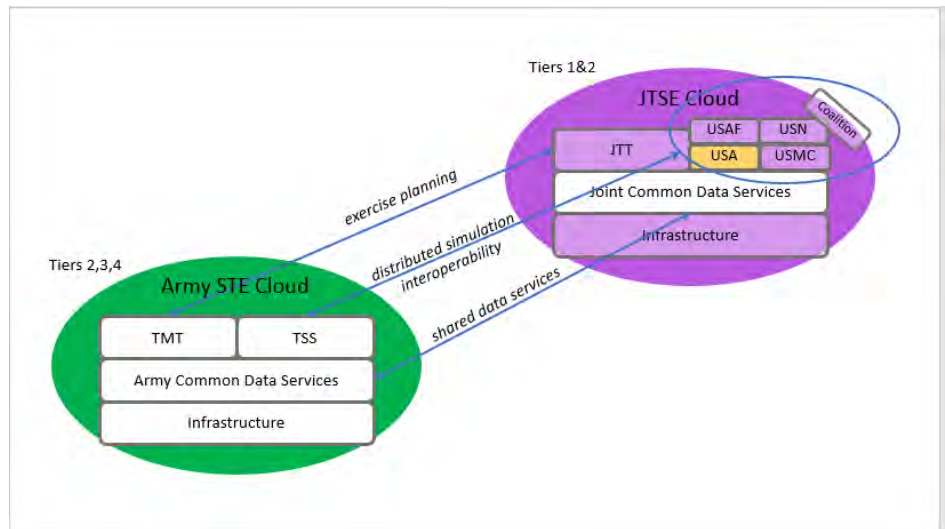 Tiers 1&2
JTSE Cloud
Coalition
USAF
USN
JTT
USA
USMC
Joint Common Data Services
Infrastructure
exercise planning
distributed simulation
interoperability
shared data services
Tiers 2,3,4
Army STE Cloud
TMT
TSS
Army Common Data Services
Infrastructure